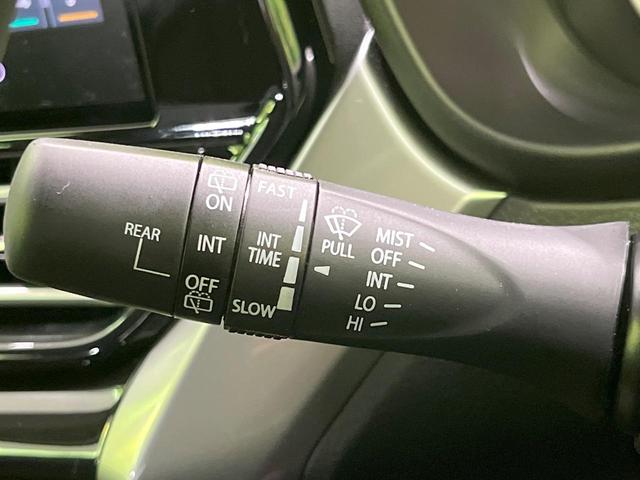 REAR
ON
INT
OFF
FAST
INT
TIME
SLOW
PULL
MIST
OFF
INT
LO
HI